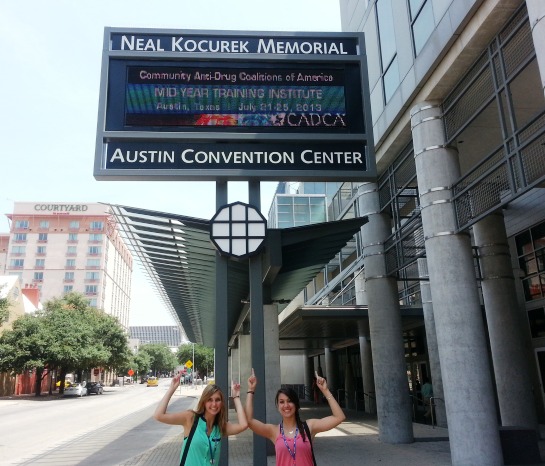 NEAL KOCUREK MEMORIAL
Community Anti-Drug Coalitions of America
MID-YEAR TRAINING INSTITUTE
Austin, Texas July 21-25, 2013
CADCA
AUSTIN CONVENTION CENTER
COURTYARD